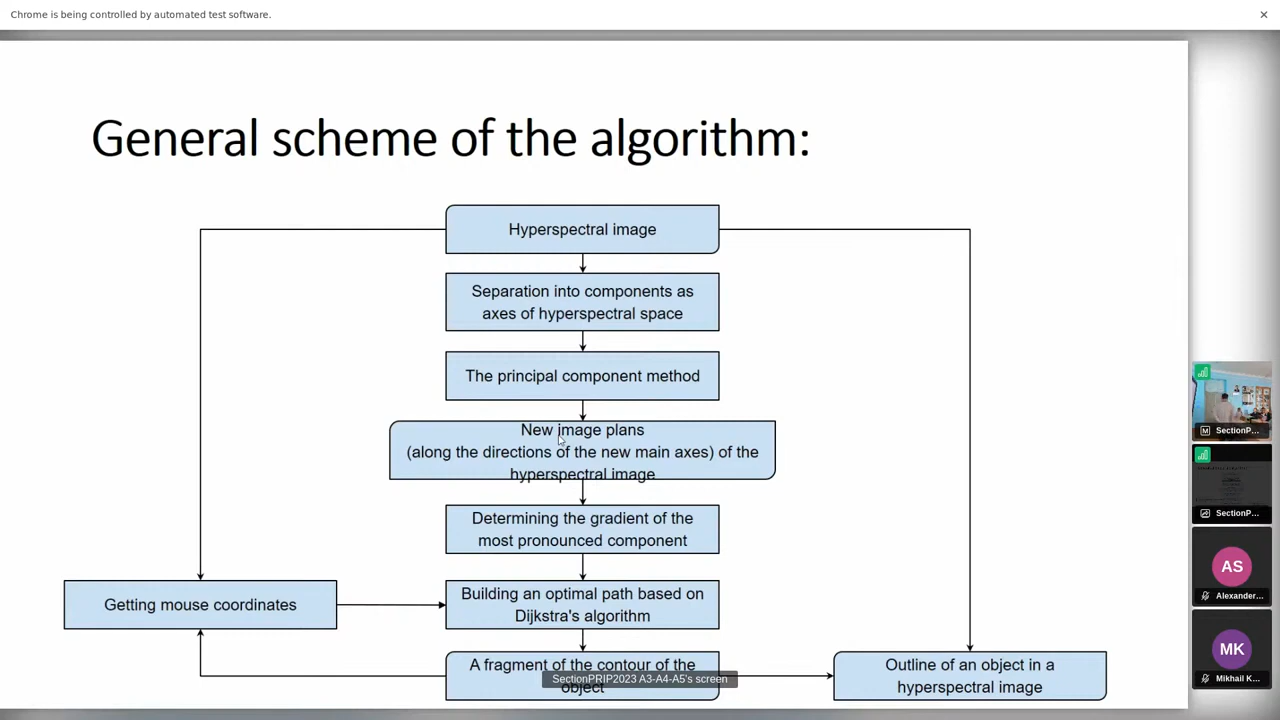 Chrome is being controlled by automated test software.
General scheme of the algorithm:
Hyperspectral image
Separation into components as
axes of hyperspectral space
The principal component method
New image plans
(along the directions of the new main axes) of the
hyperspectral image
Determining the gradient of the
most pronounced component
Getting mouse coordinates
Building an optimal path based on
Dijkstra's algorithm
A fragment of the contour of the
object
Outline of an object in a
hyperspectral image
SectionPRIP2023 A3-A4-A5's screen
M SectionP...
SectionP...
AS
Alexander...
MK
Mikhail K...